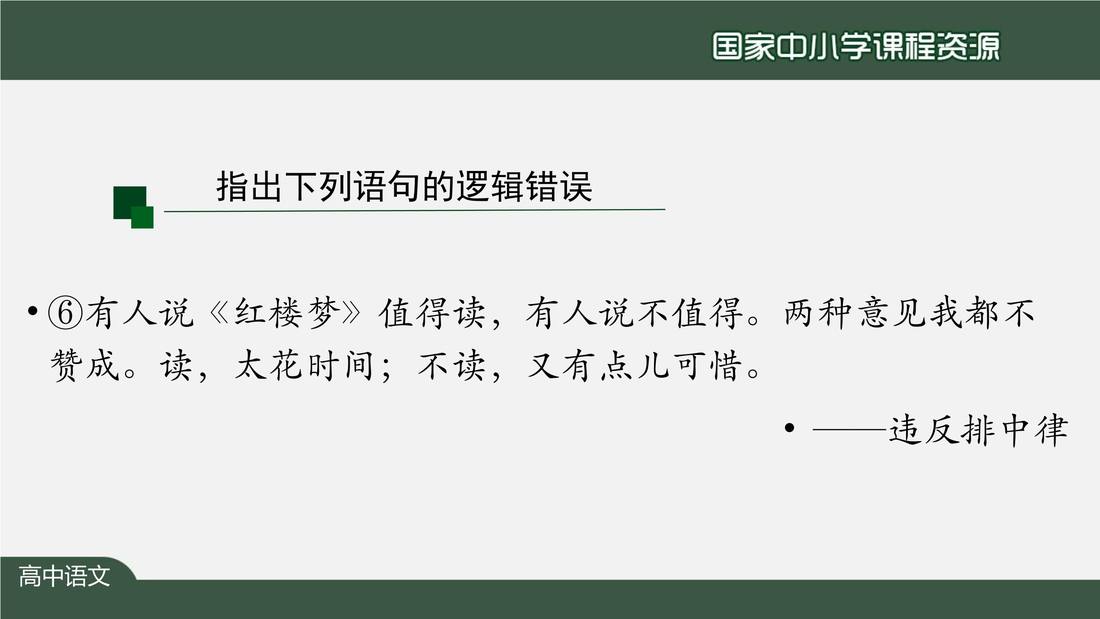 国家中小学课程资源
指出下列语句的逻辑错误
•⑥有人说《红楼梦》值得读，有人说不值得。两种意见我都不
赞成。读，太花时间；不读，又有点儿可惜。
•——违反排中律
高中语文